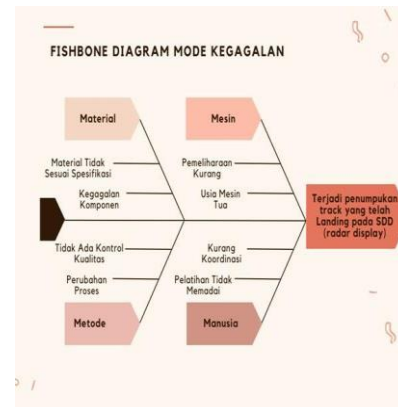 FISHBONE DIAGRAM MODE KEGAGALAN
Material
Mesin
Material Tidak
Sesuai Spesifikasi
Pemeliharaan
Kurang
Kegagalan
Komponen
Usia Mesin
Tua
Terjadi penumpukan
track yang telah
Landing pada SDD
(radar display)
Tidak Ada Kontrol
Kualitas
Kurang
Koordinasi
Perubahan
Proses
Pelatihan Tidak
Memadai
Metode
Manusia